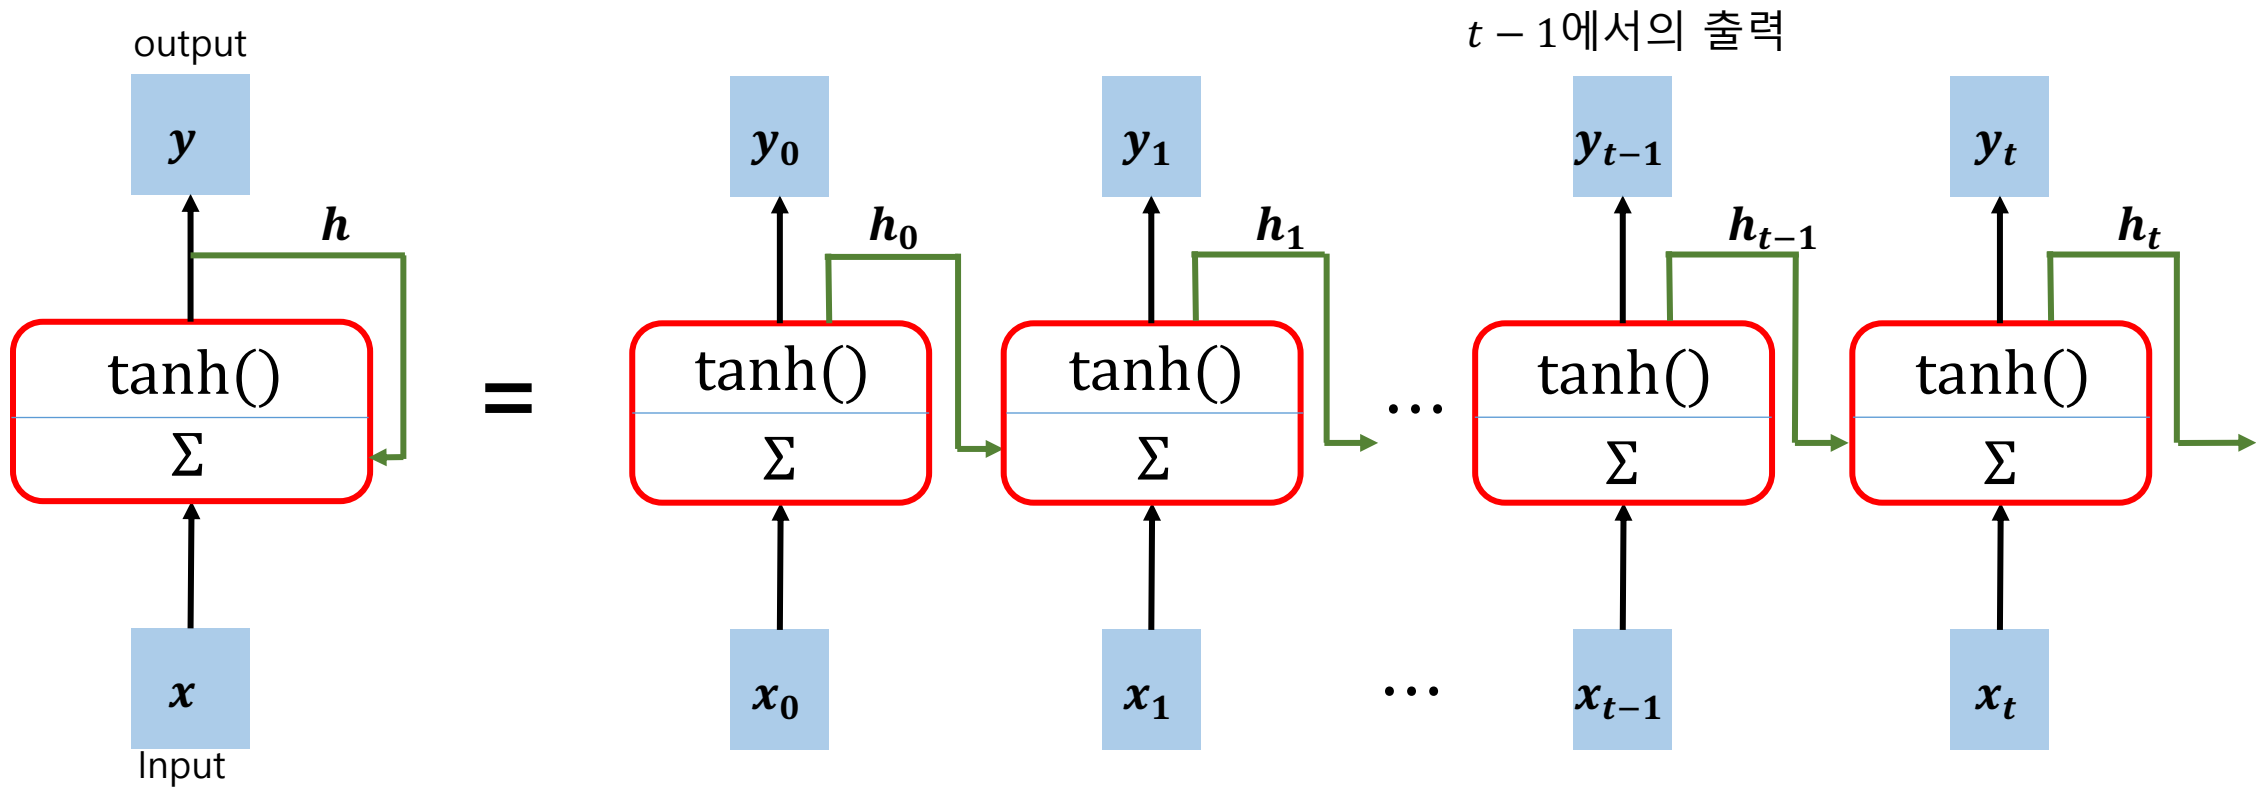 output
t − 1에서의 출력
y
y₀
y₁
yₜ₋₁
yₜ
h
h₀
h₁
hₜ₋₁
hₜ
tanh()
Σ
=
tanh()
Σ
tanh()
Σ
⋯
tanh()
Σ
tanh()
Σ
x
x₀
x₁
⋯
xₜ₋₁
xₜ
Input